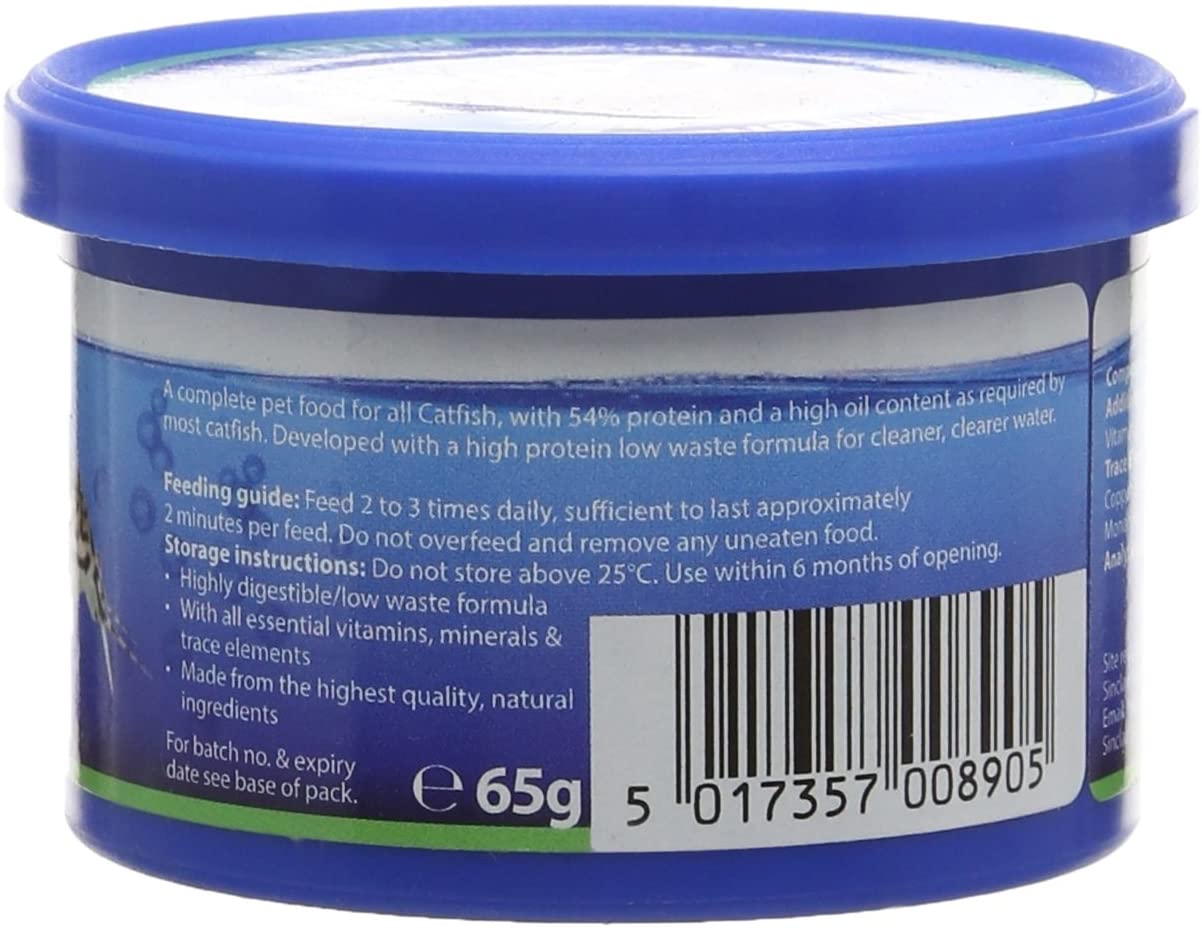 A complete pet food for all Catfish, with 54% protein and a high oil content as required by
most catfish. Developed with a high protein low waste formula for cleaner, clearer water.
Feeding guide: Feed 2 to 3 times daily, sufficient to last approximately
2 minutes per feed. Do not overfeed and remove any uneaten food.
Storage instructions: Do not store above 25°C. Use within 6 months of opening.
• Highly digestible/low waste formula
• With all essential vitamins, minerals &
trace elements
• Made from the highest quality, natural
ingredients
For batch no. & expiry
date see base of pack.
℮ 65g
5 017357 008905